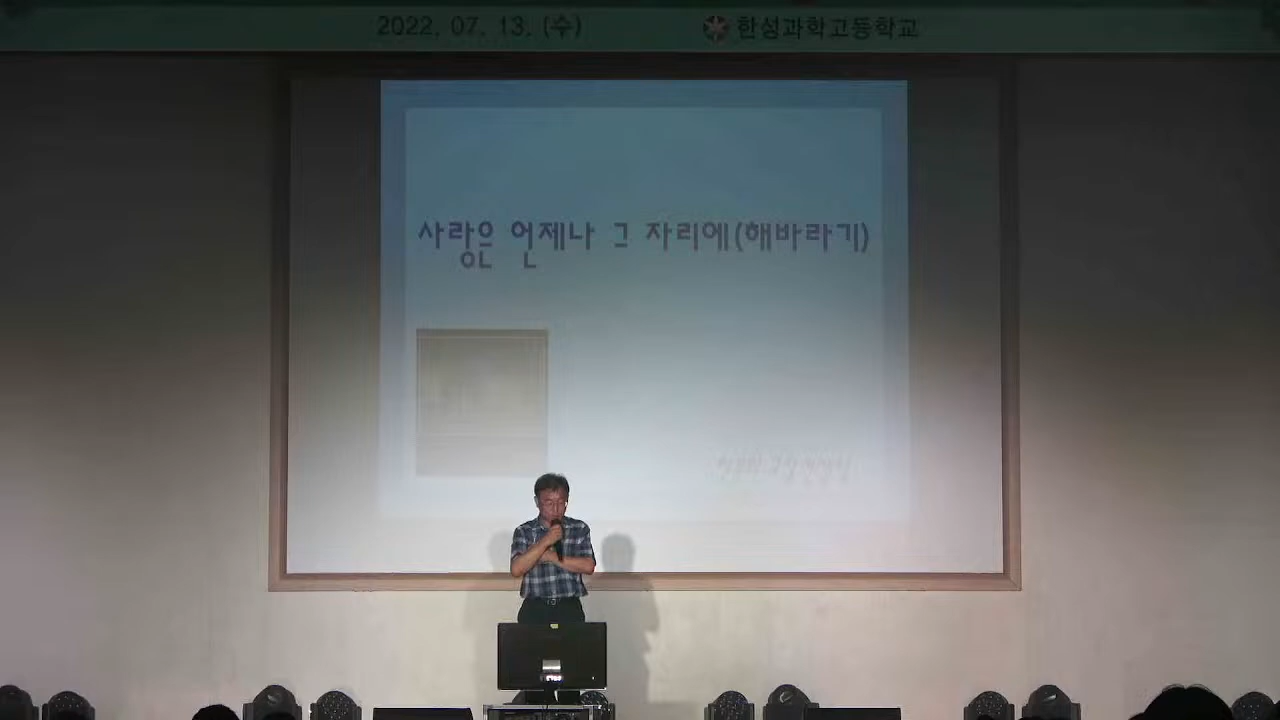 2022. 07. 13. (수) 한성과학고등학교
사랑은 언제나 그 자리에(해바라기)